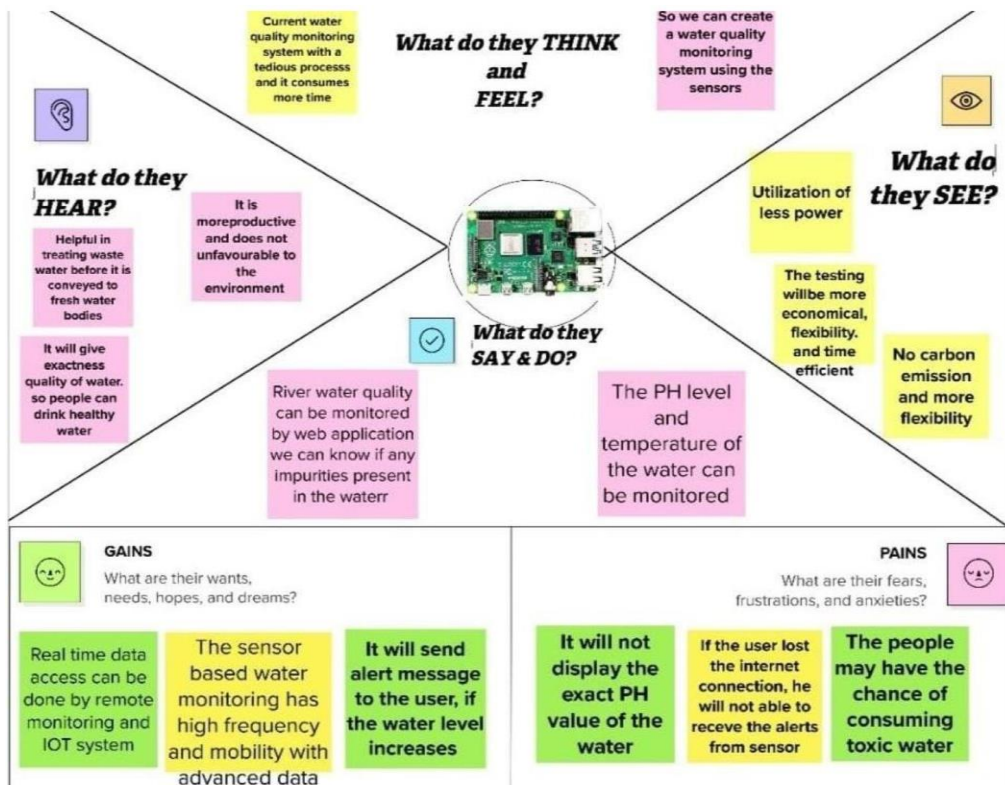 Current water
quality monitoring
system with a
tedious processs
and it consumes
more time
What do they THINK
and
FEEL?
So we can create
a water quality
monitoring
system using the
sensors
What do they
HEAR?
Helpful in
treating waste
water before it is
conveyed to
fresh water
bodies
It will give
exactness
quality of water.
so people can
drink healthy
water
It is
moreproductive
and does not
unfavourable to
the
environment
What do
they SEE?
Utilization of
less power
The testing
willbe more
economical,
flexibility.
and time
efficient
No carbon
emission
and more
flexibility
What do they
SAY & DO?
River water quality
can be monitored
by web application
we can know if any
impurities present
in the waterr
The PH level
and
temperature of
the water can
be monitored
GAINS
What are their wants,
needs, hopes, and dreams?
Real time data
access can be
done by remote
monitoring and
IOT system
The sensor
based water
monitoring has
high frequency
and mobility with
advanced data
It will send
alert message
to the user, if
the water level
increases
PAINS
What are their fears,
frustrations, and anxieties?
It will not
display the
exact PH
value of the
water
If the user lost
the internet
connection, he
will not able to
receve the alerts
from sensor
The people
may have the
chance of
consuming
toxic water